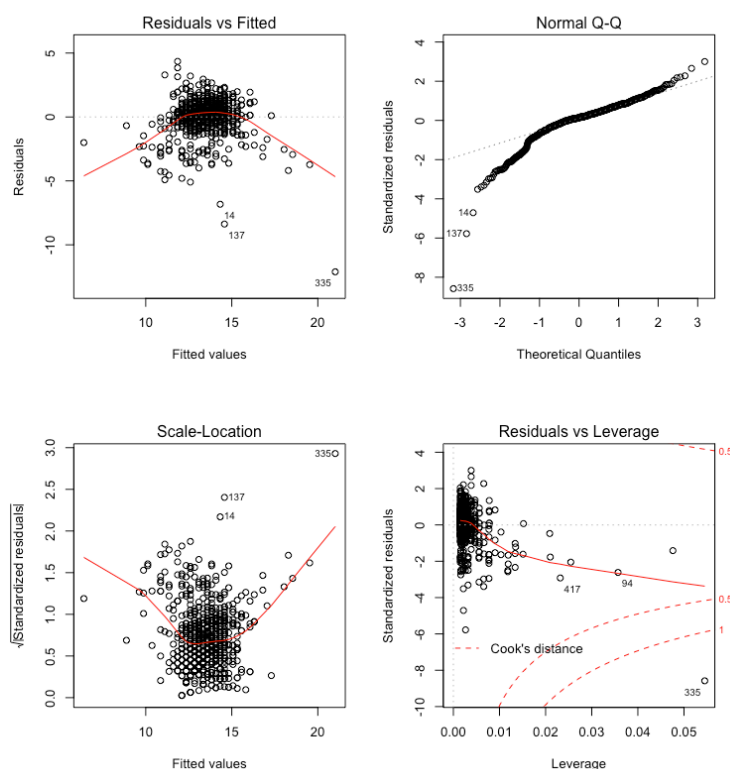 Residuals vs Fitted
Residuals
5
0
-5
-10
14
137
335
10 15 20
Fitted values
Normal Q-Q
Standardized residuals
4
2
0
-2
-4
-6
-8
14
137
335
-3 -2 -1 0 1 2 3
Theoretical Quantiles
Scale-Location
√|Standardized residuals|
3.0
2.5
2.0
1.5
1.0
0.5
0.0
335
137
14
10 15 20
Fitted values
Residuals vs Leverage
Standardized residuals
4
2
0
-2
-4
-6
-8
-10
0.5
0.5
1
417
94
Cook's distance
335
0.00 0.01 0.02 0.03 0.04 0.05
Leverage